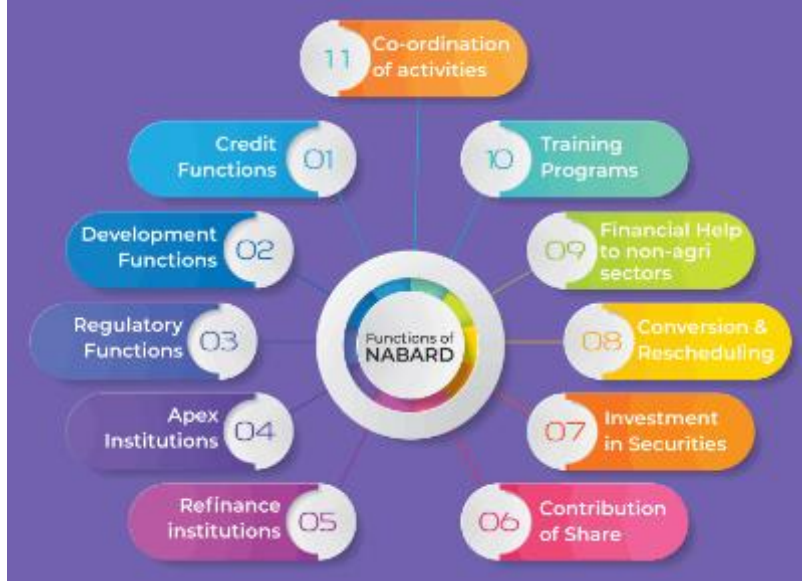 11
Co-ordination
of activities
01
Credit
Functions
02
Development
Functions
03
Regulatory
Functions
04
Apex
Institutions
05
Refinance
institutions
06
Contribution
of Share
07
Investment
in Securities
08
Conversion &
Rescheduling
09
Financial Help
to non-agri
sectors
10
Training
Programs
Functions of
NABARD